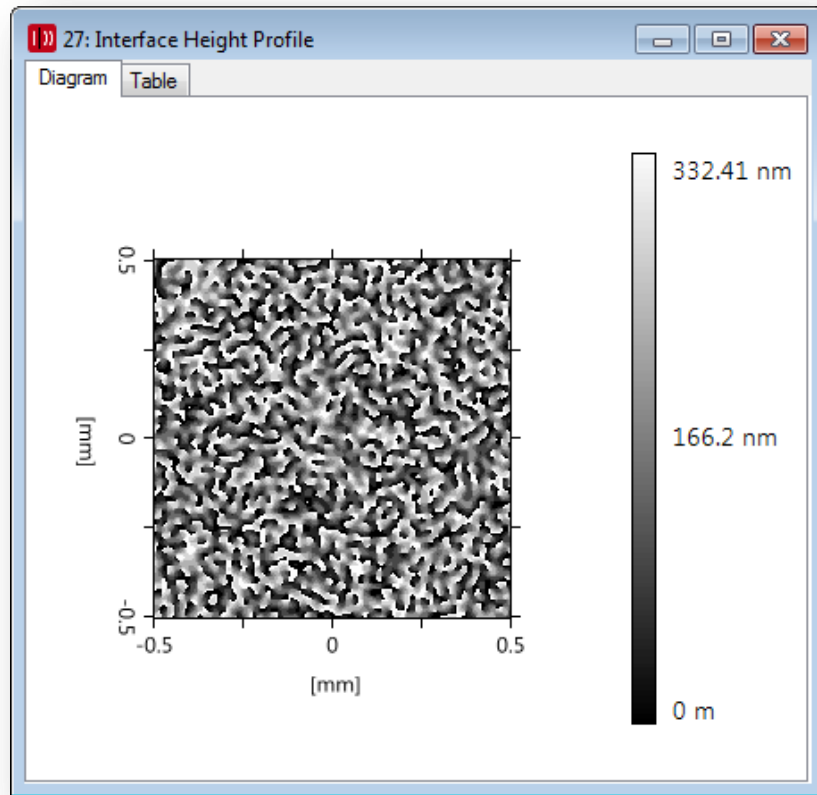 27: Interface Height Profile
Diagram Table
332.41 nm
166.2 nm
0 m
0.5
0
-0.5
[mm]
-0.5 0 0.5
[mm]